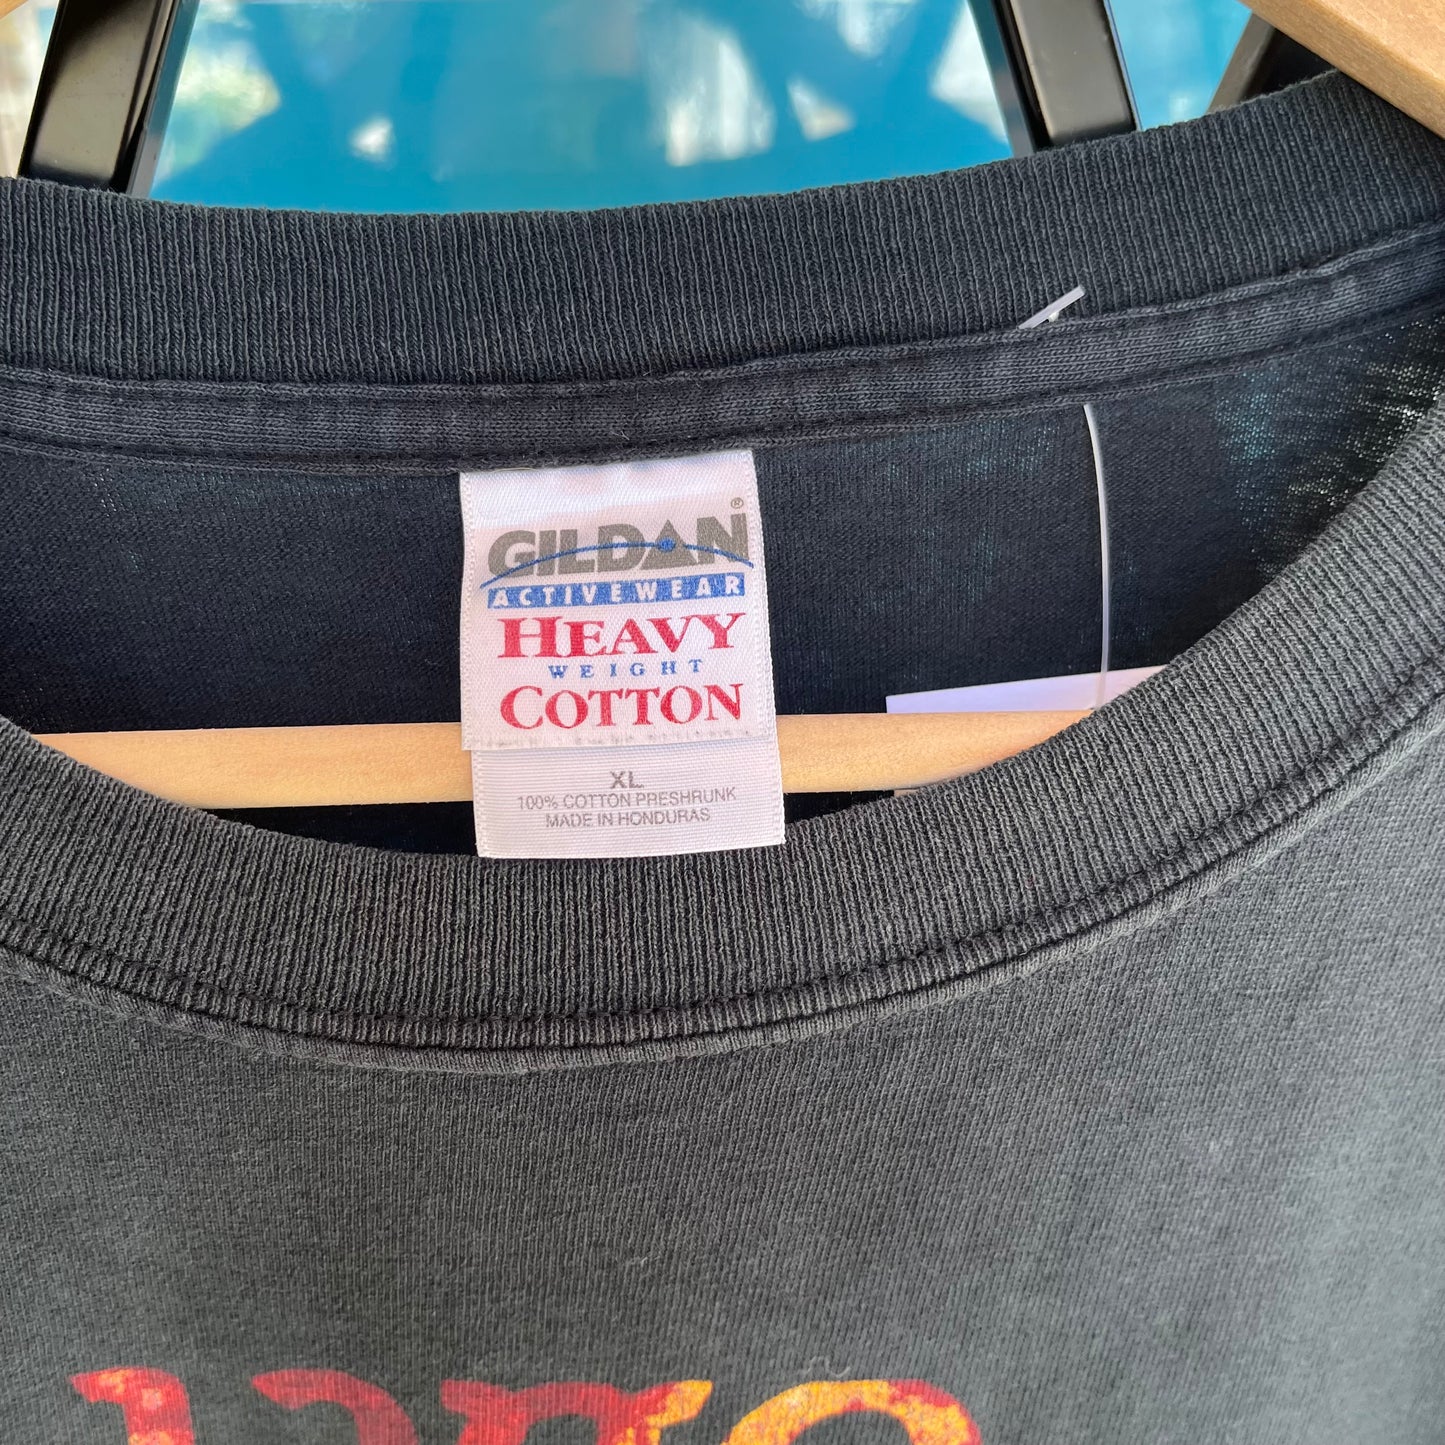 GILDAN®
ACTIVEWEAR
HEAVY
WEIGHT
COTTON
XL
100% COTTON PRESHRUNK
MADE IN HONDURAS